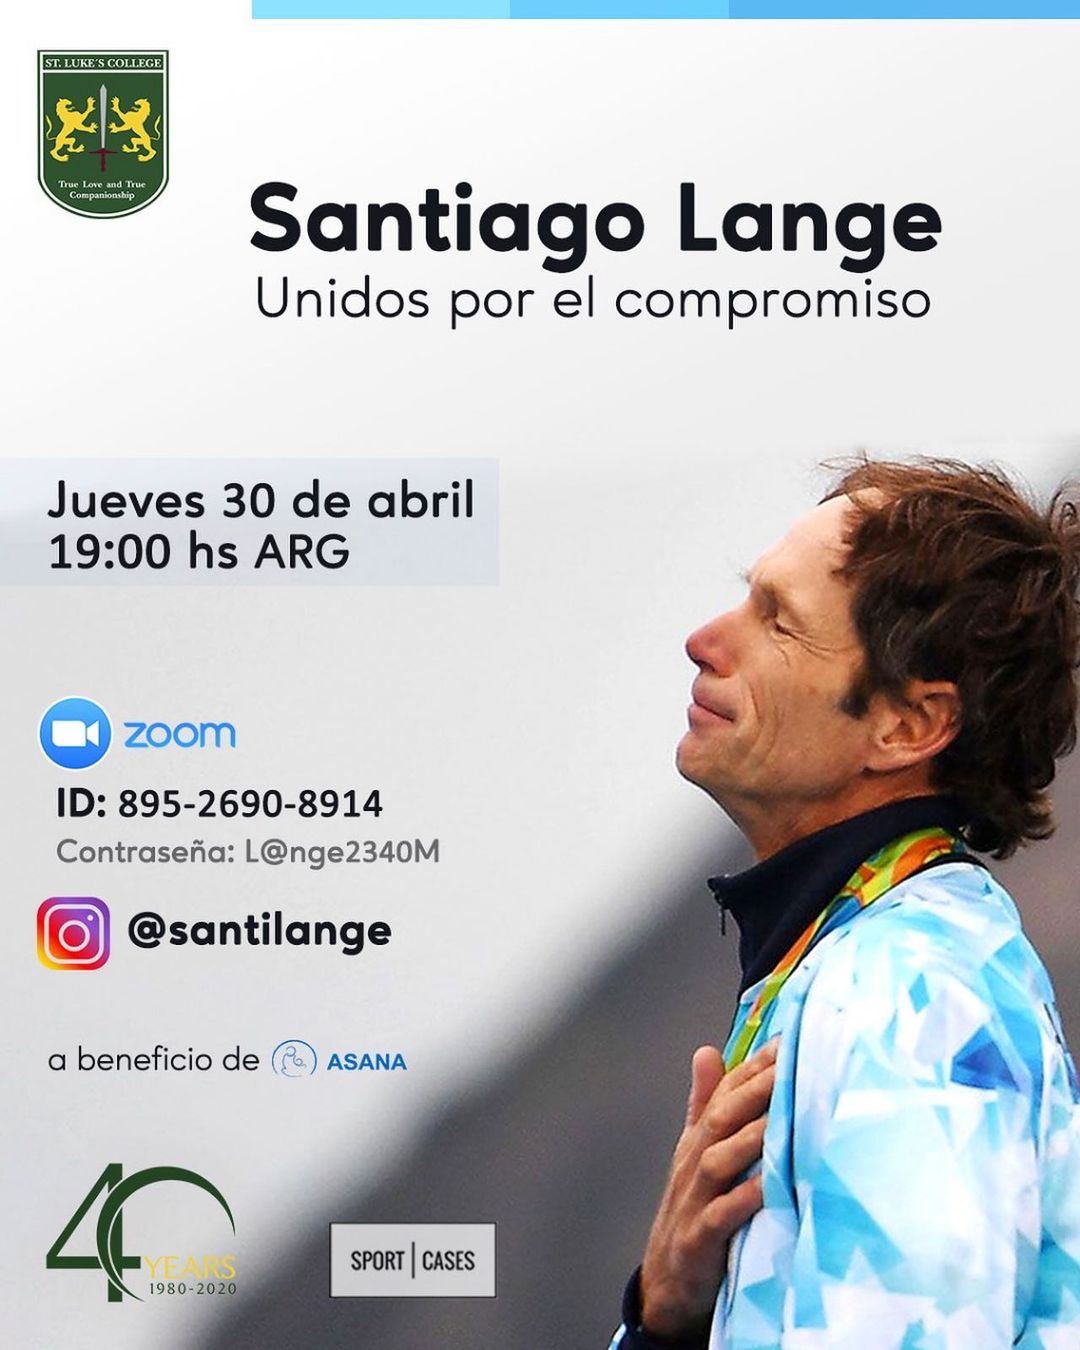 ST. LUKE'S COLLEGE
True Love and True
Companionship
Santiago Lange
Unidos por el compromiso
Jueves 30 de abril
19:00 hs ARG
zoom
ID: 895-2690-8914
Contraseña: L@nge2340M
@santilange
a beneficio de ASANA
40
YEARS
1980-2020
SPORT | CASES